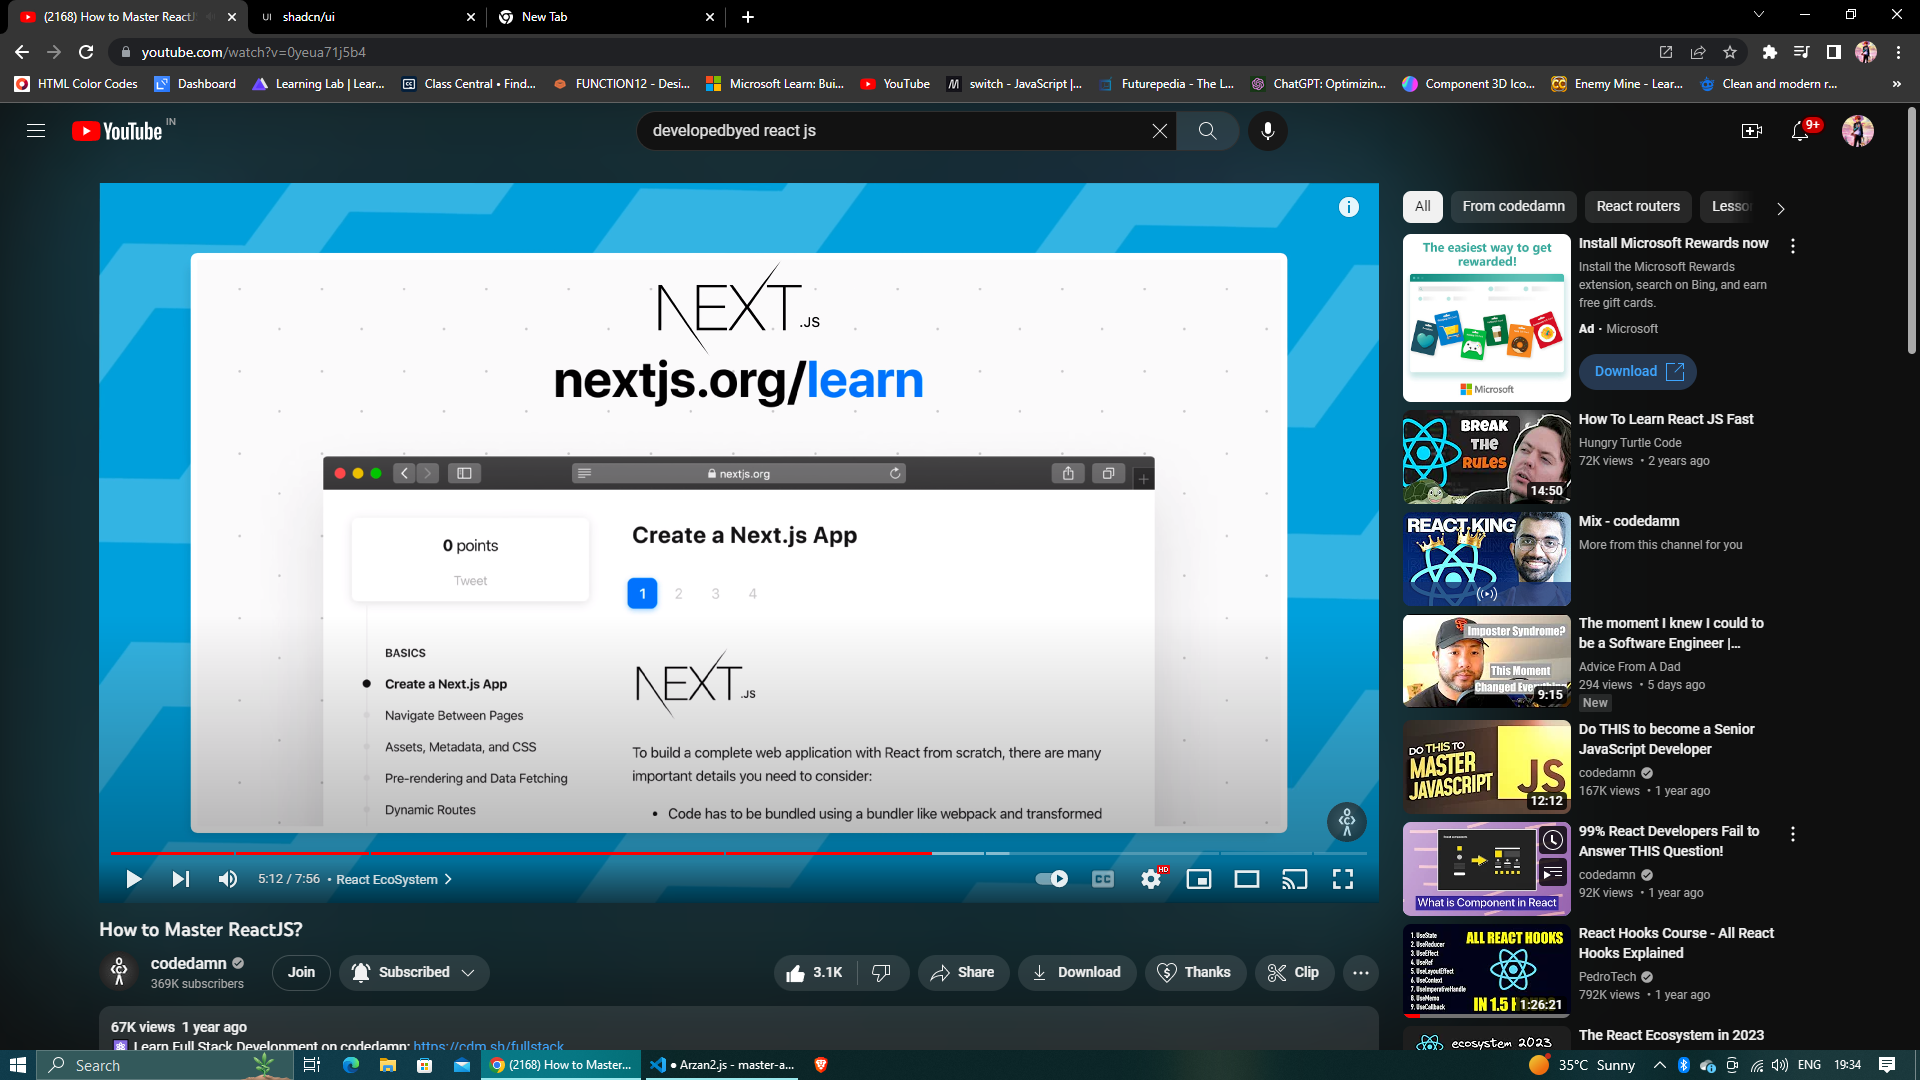 (2168) How to Master ReactJ
UI shadcn/ui
New Tab
youtube.com/watch?v=0yeua71j5b4
HTML Color Codes
Dashboard
Learning Lab | Lear...
Class Central • Find...
FUNCTION12 - Desi...
Microsoft Learn: Bui...
YouTube
switch - JavaScript |...
Futurepedia - The L...
ChatGPT: Optimizin...
Component 3D Ico...
Enemy Mine - Lear...
Clean and modern r...
»
YouTube IN
developedbyed react js
9+
NEXT.JS
nextjs.org/learn
nextjs.org
0 points
Tweet
Create a Next.js App
1 2 3 4
BASICS
Create a Next.js App
Navigate Between Pages
Assets, Metadata, and CSS
Pre-rendering and Data Fetching
Dynamic Routes
NEXT.JS
To build a complete web application with React from scratch, there are many
important details you need to consider:
• Code has to be bundled using a bundler like webpack and transformed
5:12 / 7:56 • React EcoSystem
CC
HD
How to Master ReactJS?
codedamn
369K subscribers
Join
Subscribed
3.1K
Share
Download
Thanks
Clip
67K views 1 year ago
Learn Full Stack Development on codedamn: https://cdm.sh/fullstack
All
From codedamn
React routers
Lesso
The easiest way to get
rewarded!
Microsoft
Install Microsoft Rewards now
Install the Microsoft Rewards
extension, search on Bing, and earn
free gift cards.
Ad · Microsoft
Download
BREAK
THE
RULES
14:50
How To Learn React JS Fast
Hungry Turtle Code
72K views • 2 years ago
REACT KING
Mix - codedamn
More from this channel for you
Imposter Syndrome?
This Moment
Changed Everything
9:15
The moment I knew I could to
be a Software Engineer |...
Advice From A Dad
294 views • 5 days ago
New
DO THIS TO
MASTER
JAVASCRIPT
JS
12:12
Do THIS to become a Senior
JavaScript Developer
codedamn
167K views • 1 year ago
What is Component in React
99% React Developers Fail to
Answer THIS Question!
codedamn
92K views • 1 year ago
ALL REACT HOOKS
1. UseState
2. UseReducer
3. UseEffect
4. UseRef
5. UseLayoutEffect
6. UseContext
7. UseImperativeHandle
8. UseMemo
9. UseCallback
IN 1.5 H
1:26:21
React Hooks Course - All React
Hooks Explained
PedroTech
792K views • 1 year ago
ecosystem 2023
The React Ecosystem in 2023
Search
(2168) How to Master...
● Arzan2.js - master-a...
35°C Sunny
ENG
19:34